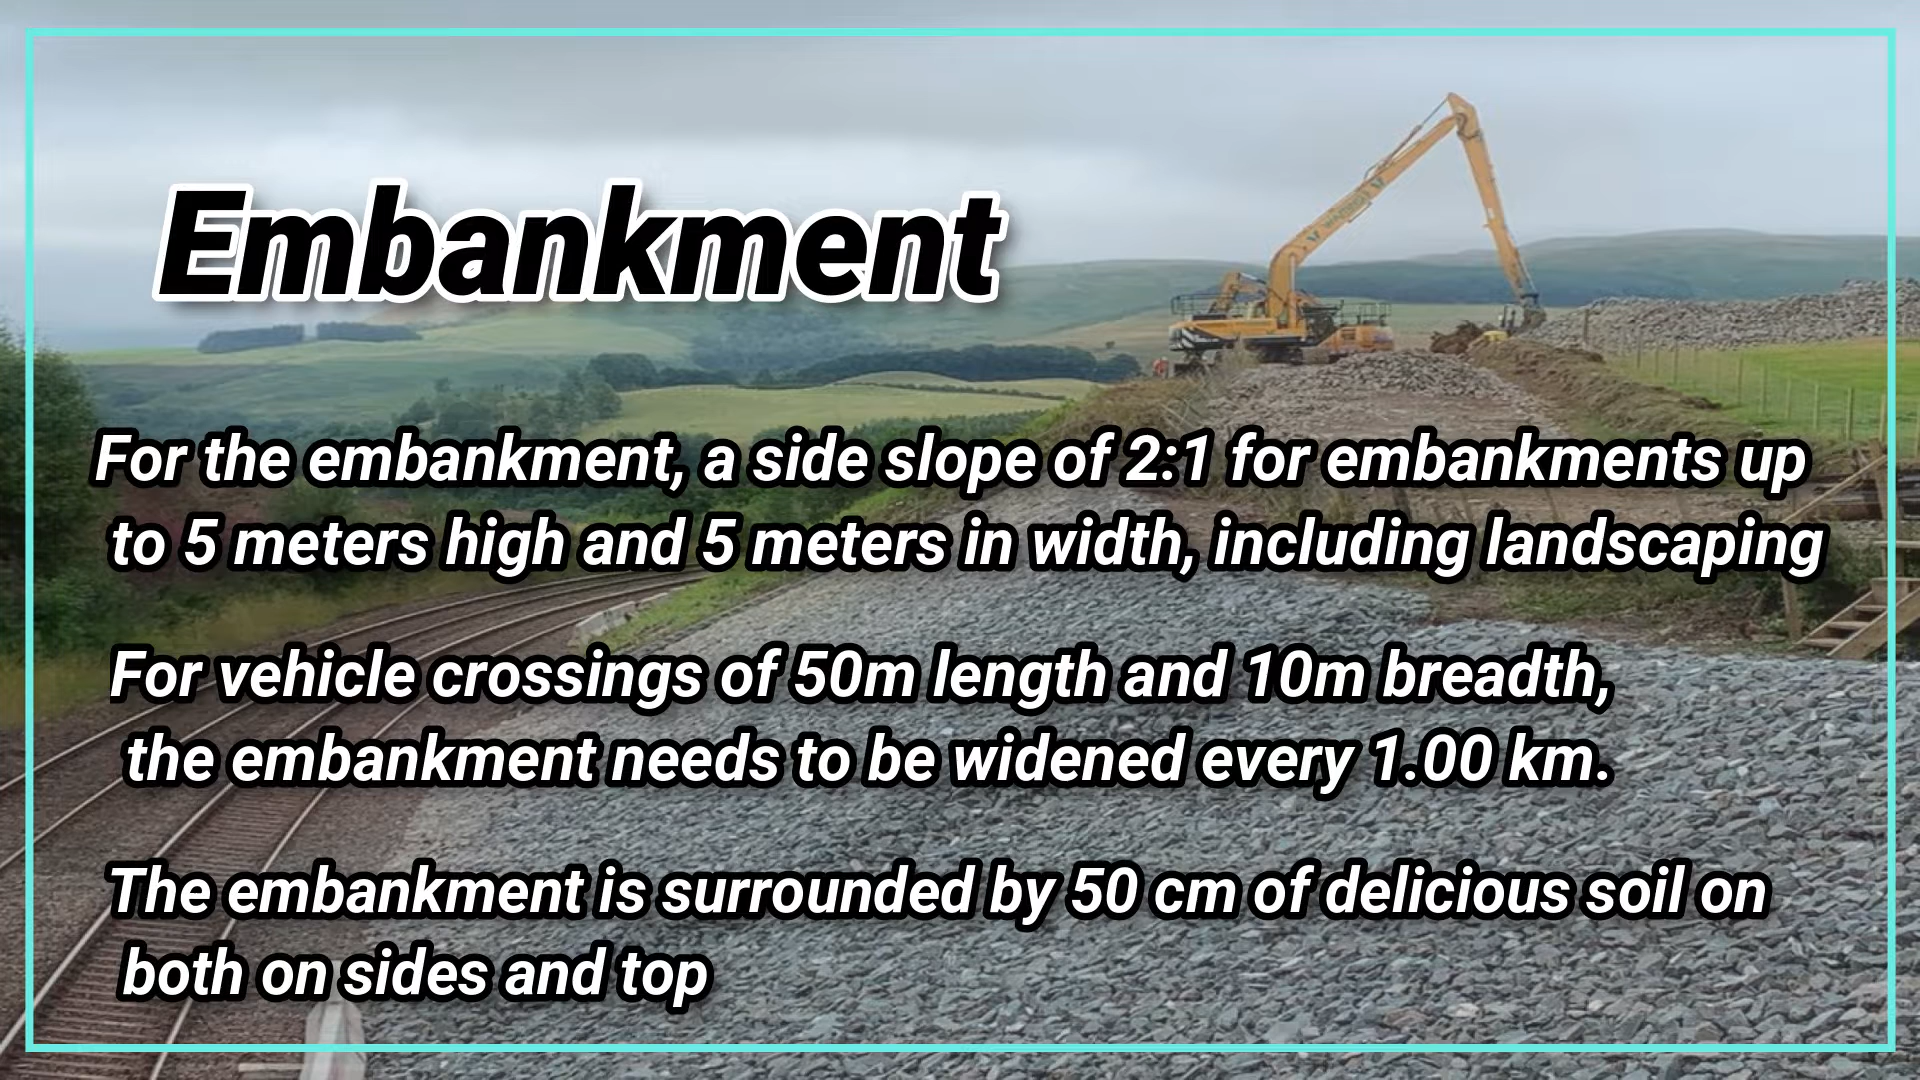 Embankment
For the embankment, a side slope of 2:1 for embankments up
to 5 meters high and 5 meters in width, including landscaping
For vehicle crossings of 50m length and 10m breadth,
the embankment needs to be widened every 1.00 km.
The embankment is surrounded by 50 cm of delicious soil on
both on sides and top